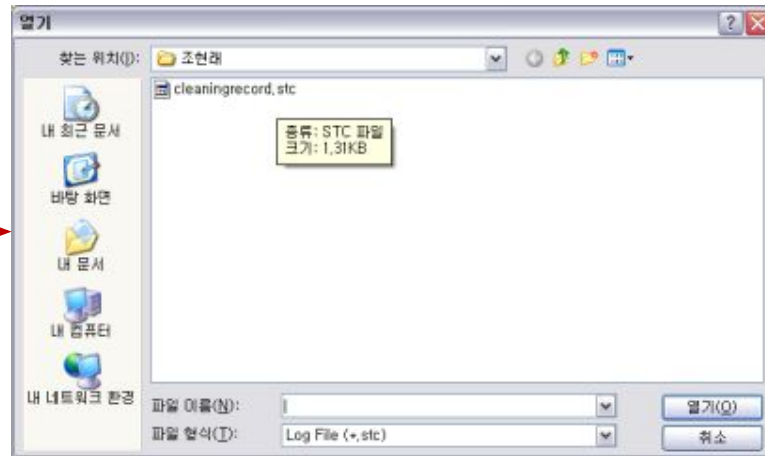 열기
찾는 위치(I):
조현래
cleaningrecord.stc
종류: STC 파일
크기: 1,31KB
내 최근 문서
바탕 화면
내 문서
내 컴퓨터
내 네트워크 환경
파일 이름(N):
열기(O)
파일 형식(T):
Log File (*.stc)
취소